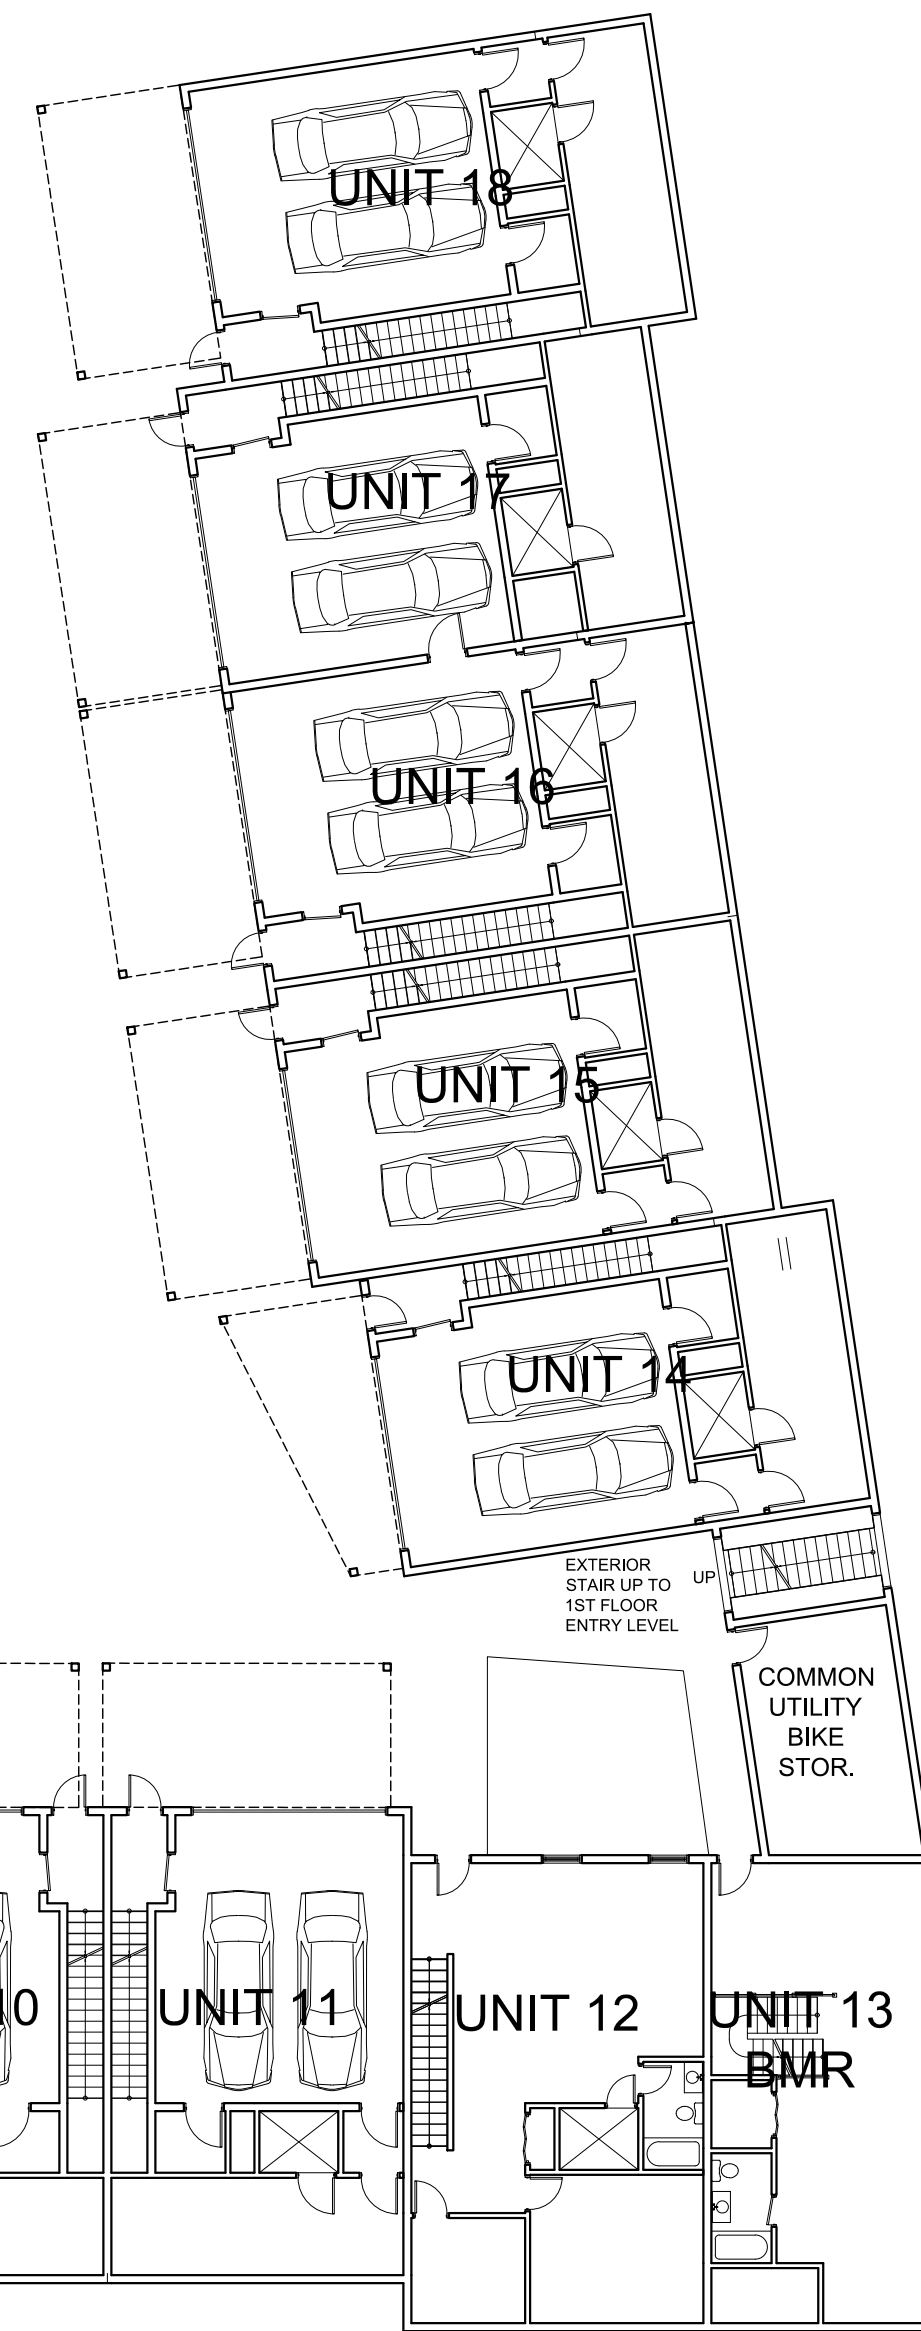 UNIT 18
UNIT 17
UNIT 16
UNIT 15
UNIT 14
EXTERIOR
STAIR UP TO
1ST FLOOR
ENTRY LEVEL
UP
COMMON
UTILITY
BIKE
STOR.
UNIT 11
UNIT 12
UNIT 13
BMR